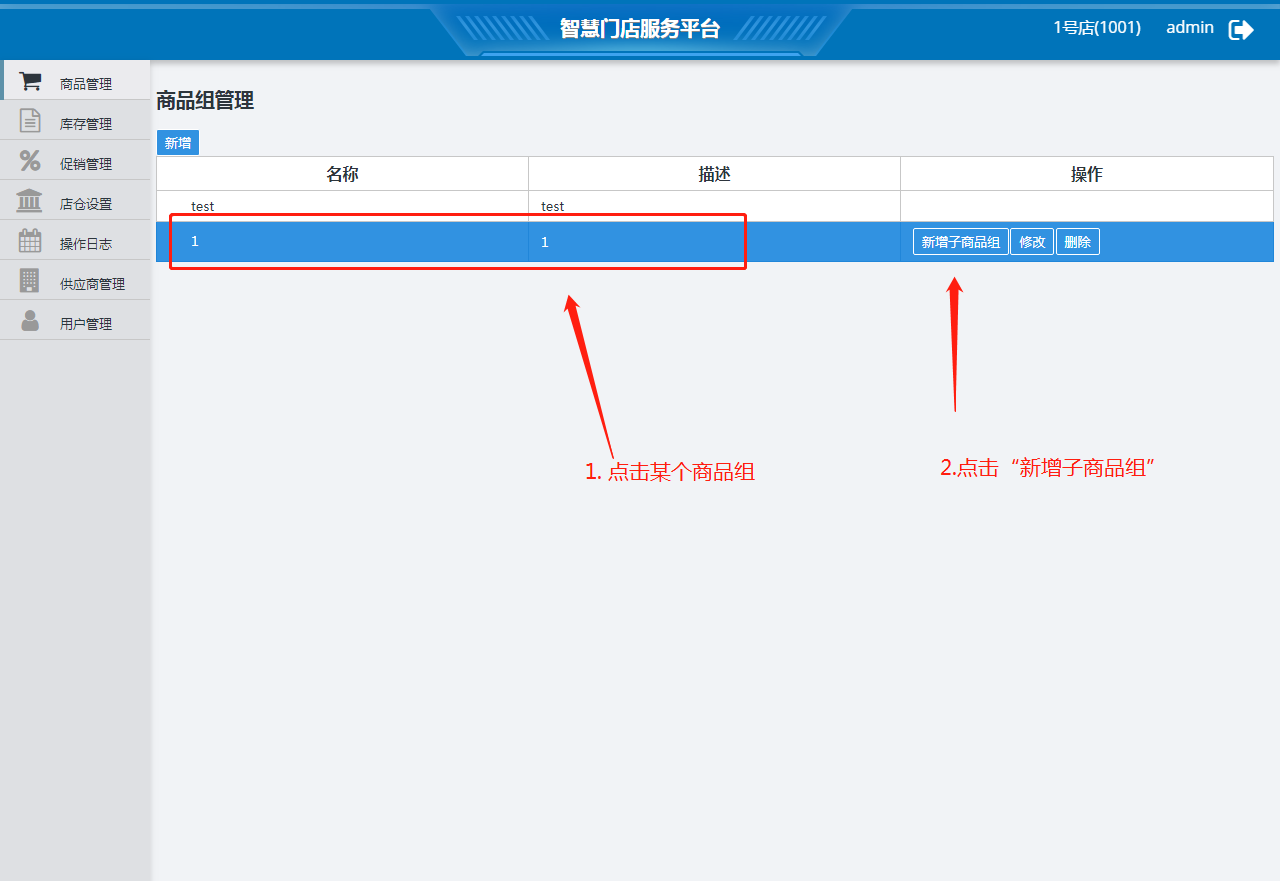 智慧门店服务平台
1号店(1001) admin
商品管理
库存管理
促销管理
店仓设置
操作日志
供应商管理
用户管理
商品组管理
新增
名称 描述 操作
test test
1 1 新增子商品组 修改 删除
1. 点击某个商品组
2.点击“新增子商品组”